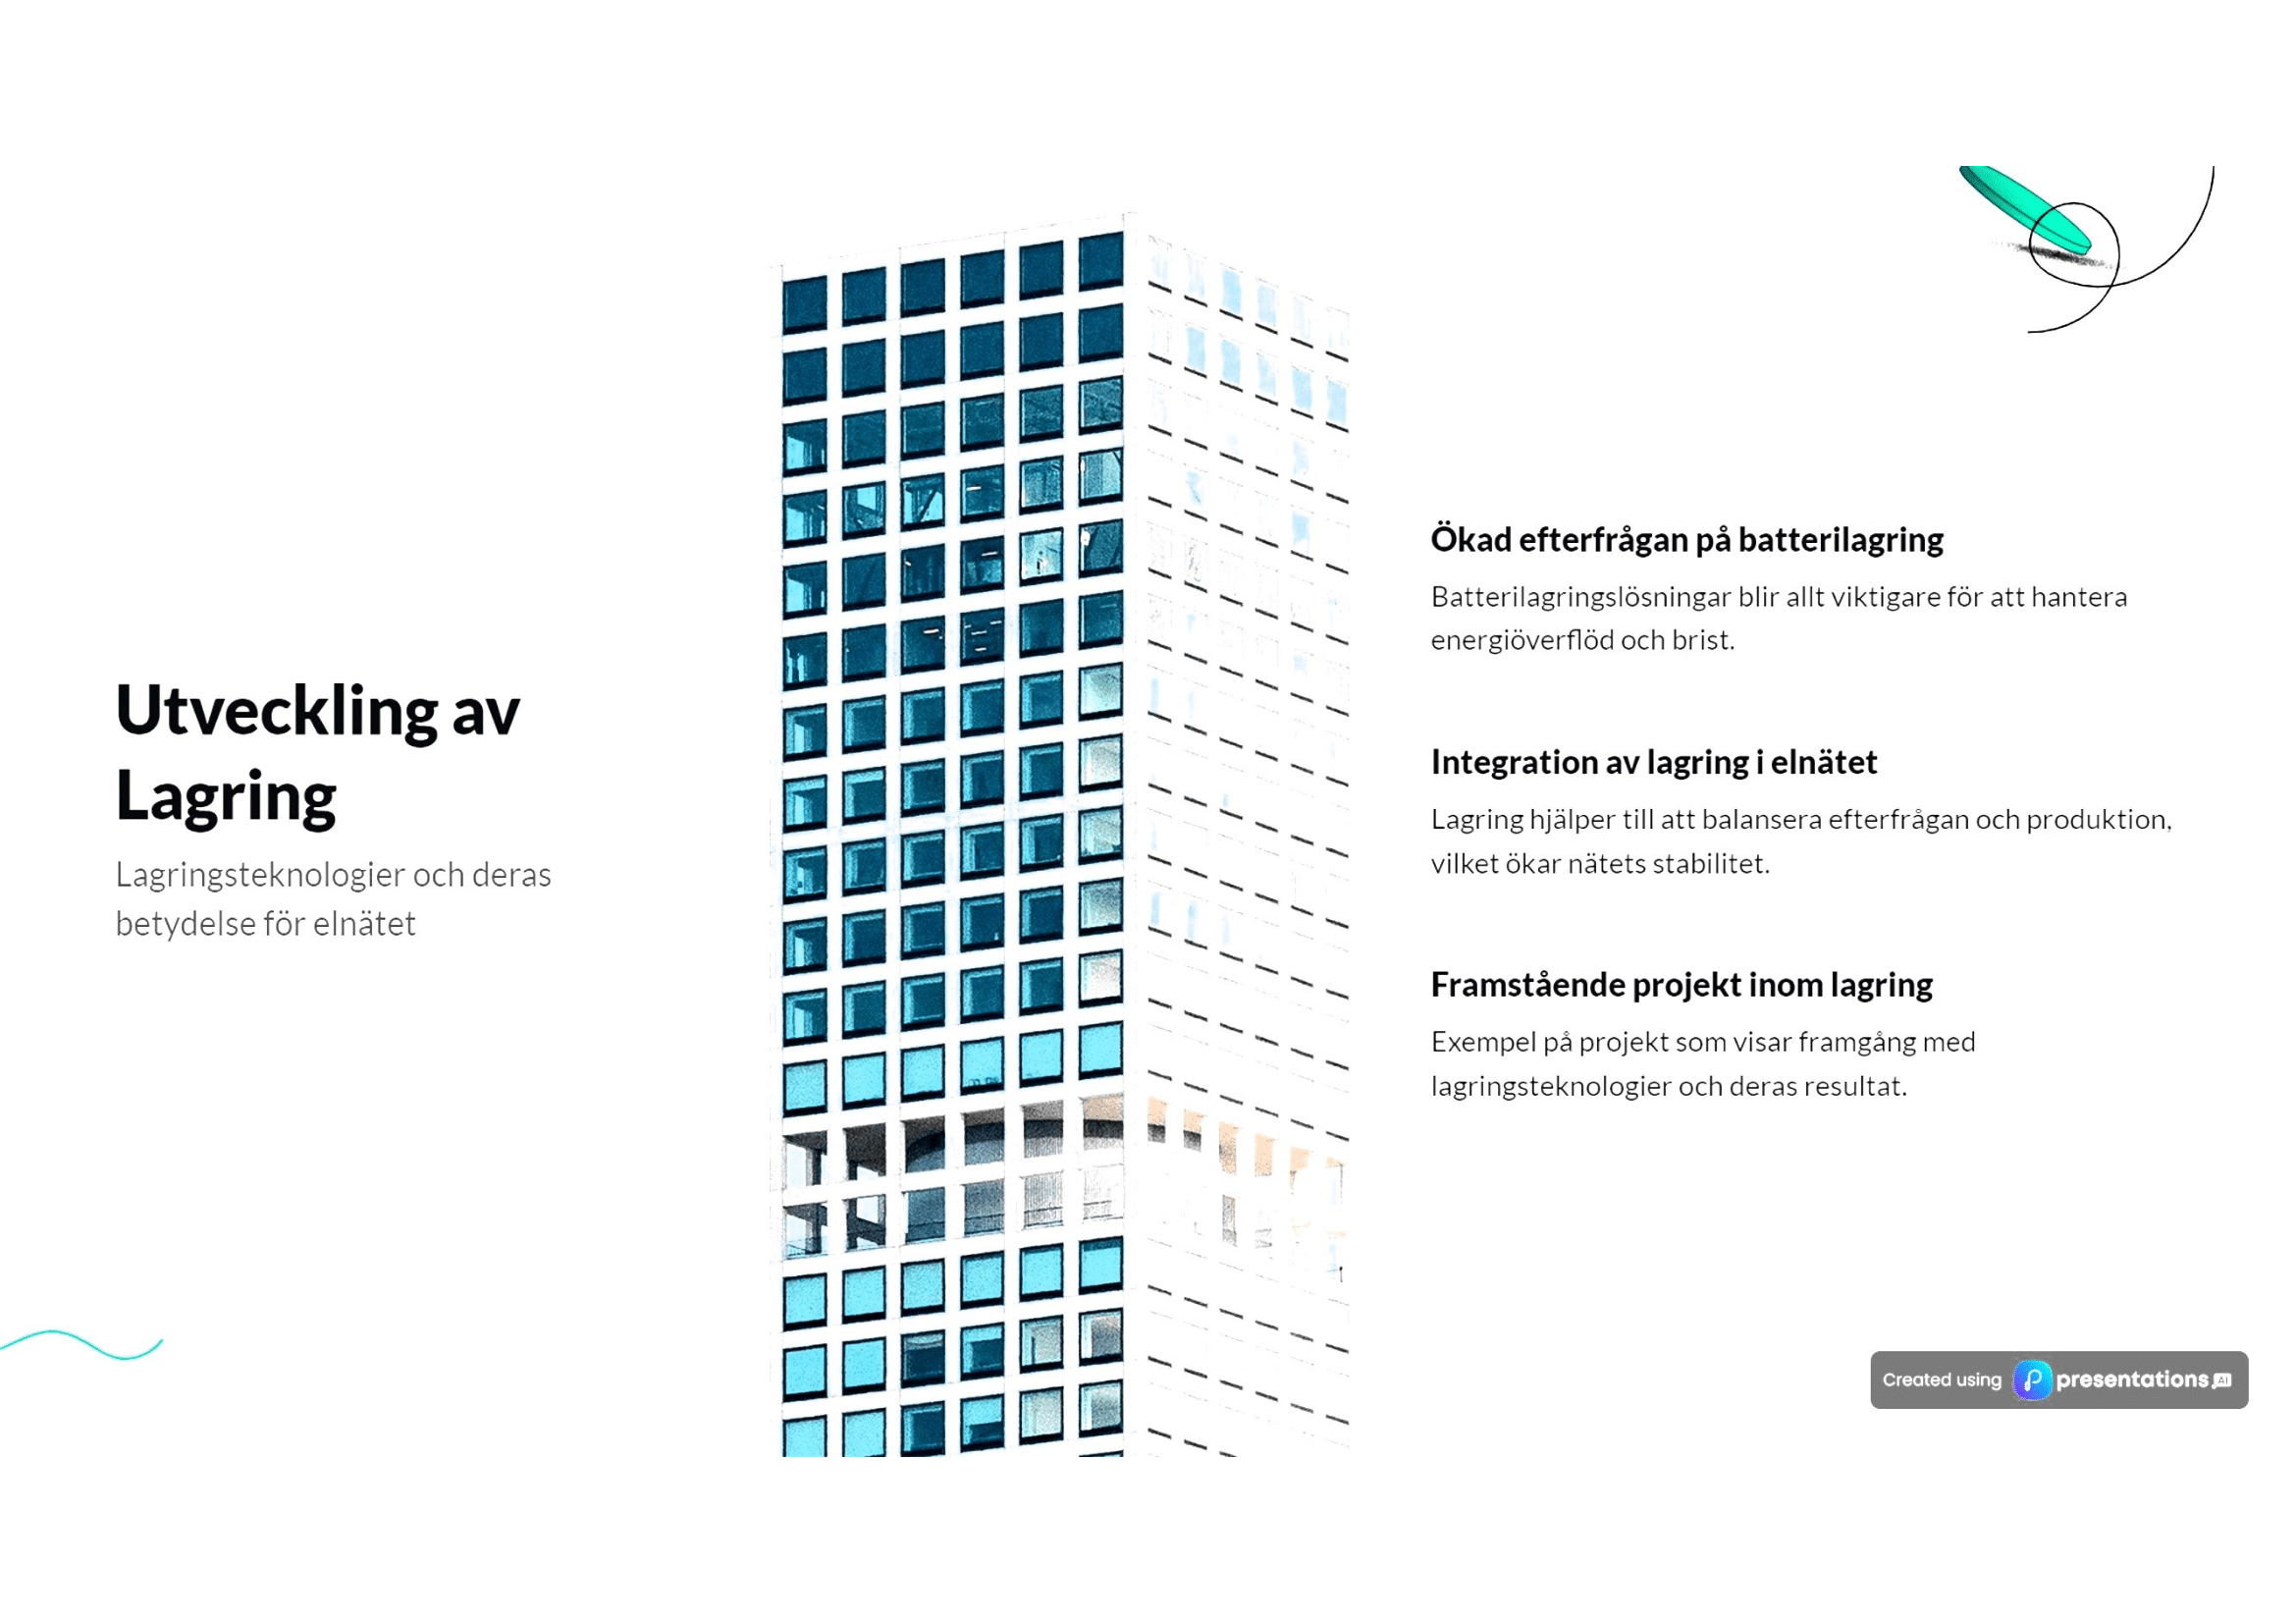 Utveckling av
Lagring
Lagringsteknologier och deras
betydelse för elnätet
Ökad efterfrågan på batterilagring
Batterilagringslösningar blir allt viktigare för att hantera
energiöverflöd och brist.
Integration av lagring i elnätet
Lagring hjälper till att balansera efterfrågan och produktion,
vilket ökar nätets stabilitet.
Framstående projekt inom lagring
Exempel på projekt som visar framgång med
lagringsteknologier och deras resultat.
Created using presentations.AI